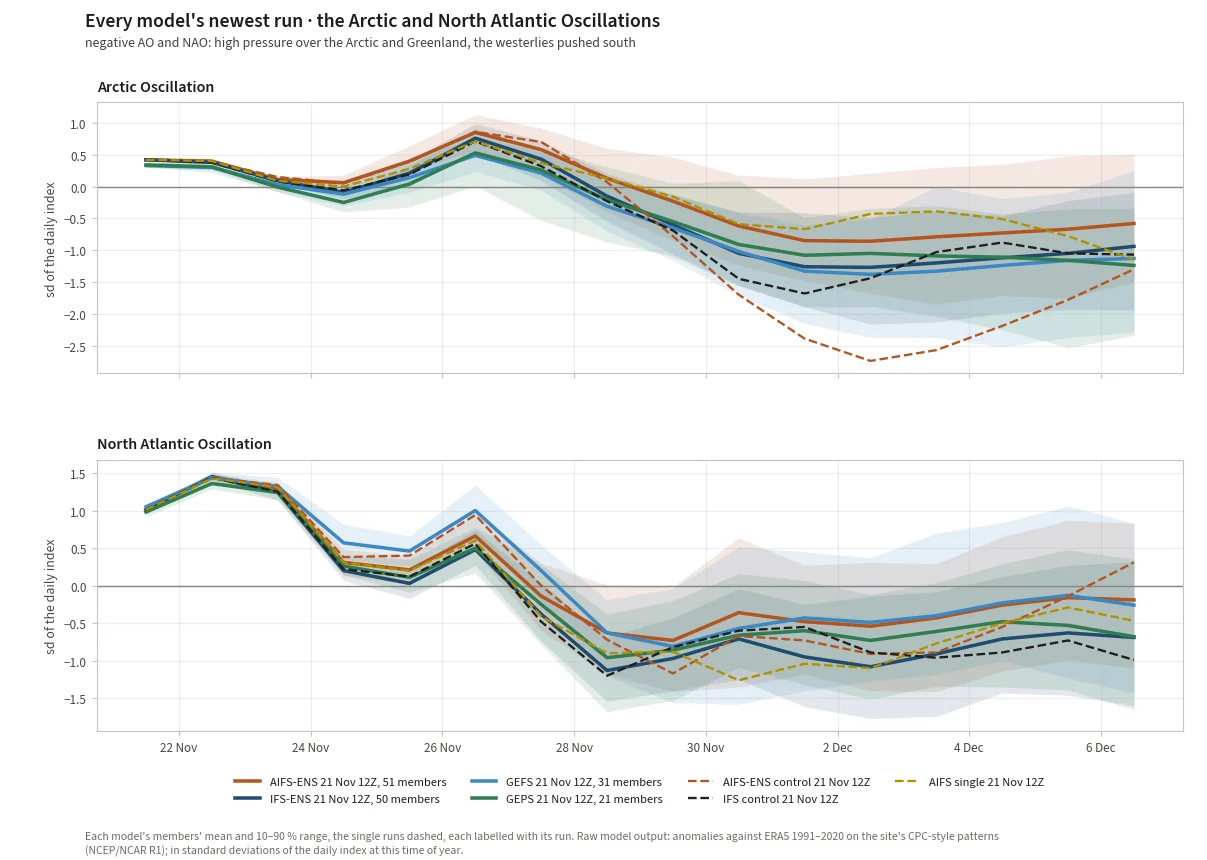 Every model's newest run · the Arctic and North Atlantic Oscillations
negative AO and NAO: high pressure over the Arctic and Greenland, the westerlies pushed south
Arctic Oscillation
1.0
0.5
0.0
−0.5
−1.0
−1.5
−2.0
−2.5
sd of the daily index
North Atlantic Oscillation
1.5
1.0
0.5
0.0
−0.5
−1.0
−1.5
sd of the daily index
22 Nov 24 Nov 26 Nov 28 Nov 30 Nov 2 Dec 4 Dec 6 Dec
AIFS-ENS 21 Nov 12Z, 51 members GEFS 21 Nov 12Z, 31 members AIFS-ENS control 21 Nov 12Z AIFS single 21 Nov 12Z
IFS-ENS 21 Nov 12Z, 50 members GEPS 21 Nov 12Z, 21 members IFS control 21 Nov 12Z
Each model's members' mean and 10–90 % range, the single runs dashed, each labelled with its run. Raw model output: anomalies against ERA5 1991–2020 on the site's CPC-style patterns
(NCEP/NCAR R1); in standard deviations of the daily index at this time of year.